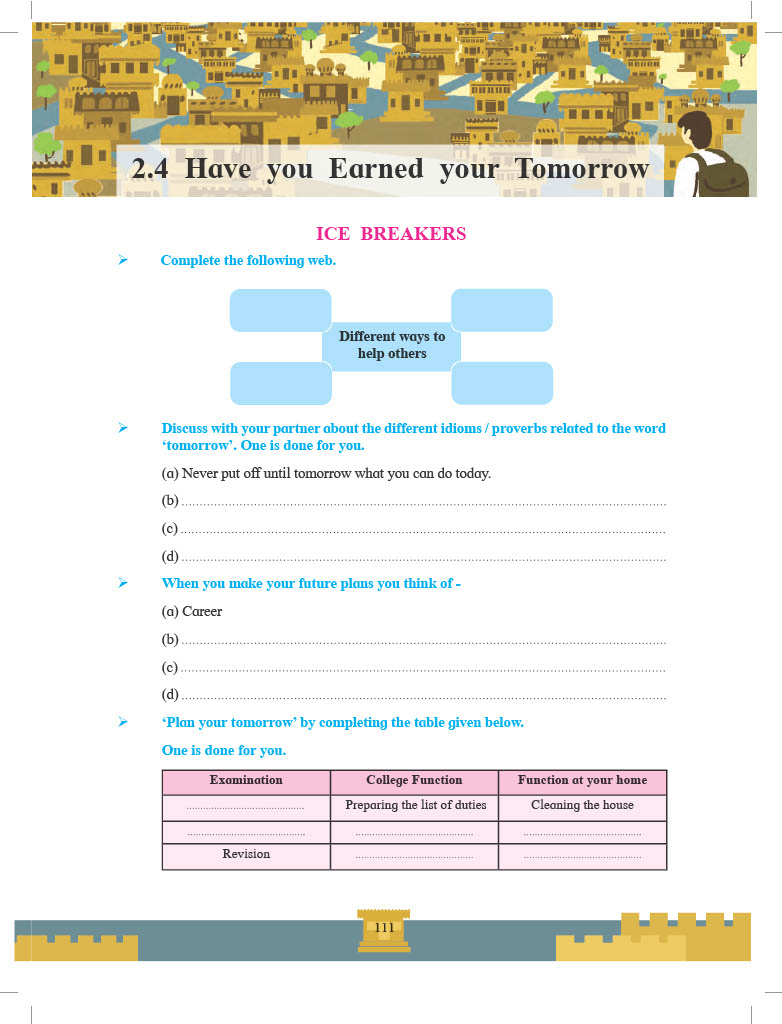 2.4 Have you Earned your Tomorrow
ICE BREAKERS
➢ Complete the following web.
Different ways to
help others
➢ Discuss with your partner about the different idioms / proverbs related to the word
‘tomorrow’. One is done for you.
(a) Never put off until tomorrow what you can do today.
(b) ..........................................................................
(c) ..........................................................................
(d) ..........................................................................
➢ When you make your future plans you think of -
(a) Career
(b) ..........................................................................
(c) ..........................................................................
(d) ..........................................................................
➢ ‘Plan your tomorrow’ by completing the table given below.
One is done for you.
Examination College Function Function at your home
.......................................... Preparing the list of duties Cleaning the house
.......................................... .......................................... ..........................................
Revision .......................................... ..........................................
111